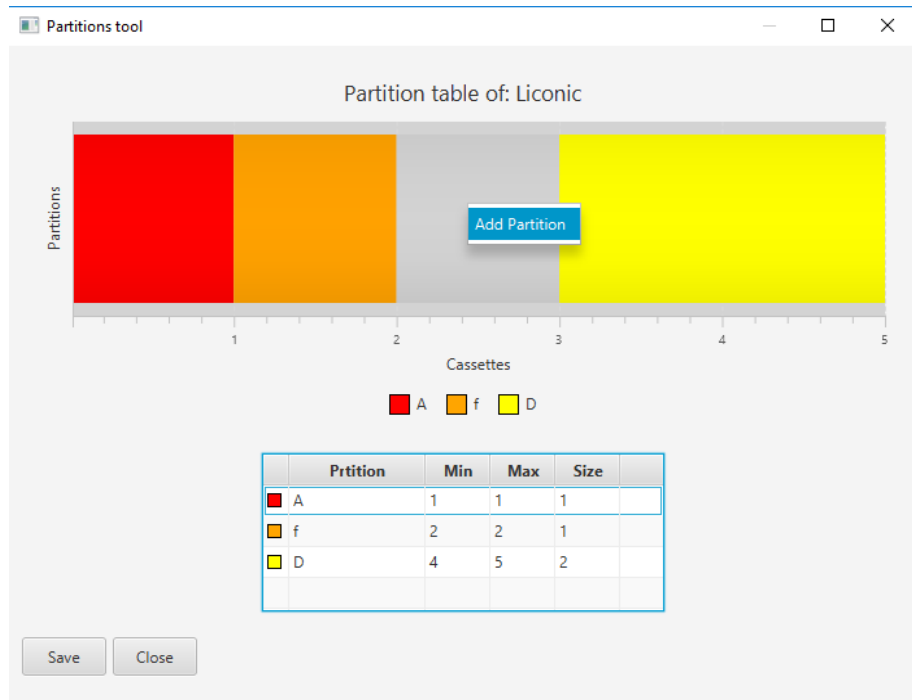 Partitions tool
Partition table of: Liconic
Partitions
Add Partition
1 2 3 4 5
Cassettes
A f D
Prtition Min Max Size
A 1 1 1
f 2 2 1
D 4 5 2
Save Close